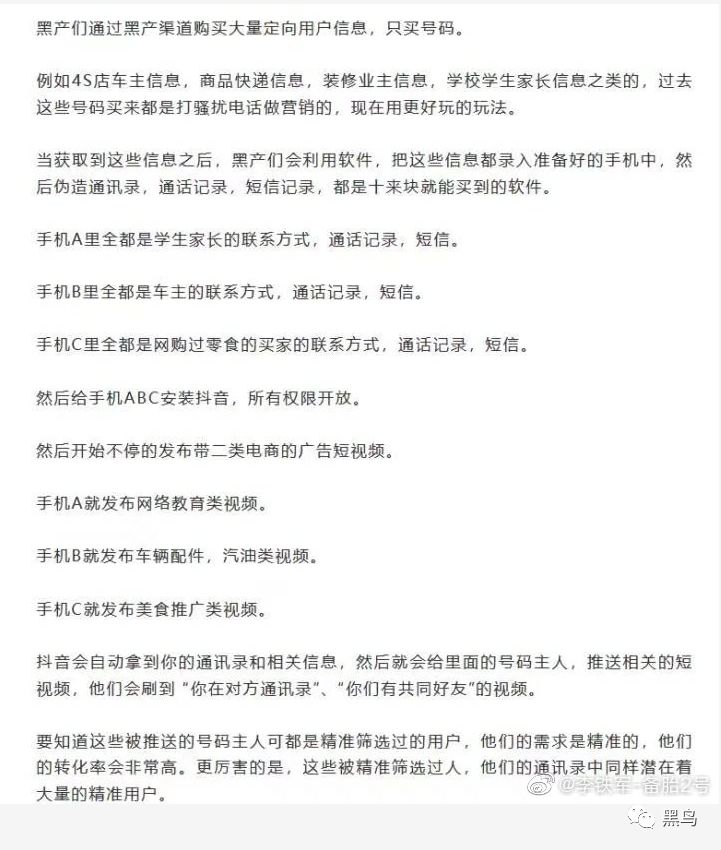 黑产们通过黑产渠道购买大量定向用户信息，只买号码。
例如4S店车主信息，商品快递信息，装修业主信息，学校学生家长信息之类的，过去
这些号码买来都是打骚扰电话做营销的，现在用更好玩的玩法。
当获取到这些信息之后，黑产们会利用软件，把这些信息都录入准备好的手机中，然
后伪造通讯录，通话记录，短信记录，都是十来块就能买到的软件。
手机A里全都是学生家长的联系方式，通话记录，短信。
手机B里全都是车主的联系方式，通话记录，短信。
手机C里全都是网购过零食的买家的联系方式，通话记录，短信。
然后给手机ABC安装抖音，所有权限开放。
然后开始不停的发布带二类电商的广告短视频。
手机A就发布网络教育类视频。
手机B就发布车辆配件，汽油类视频。
手机C就发布美食推广类视频。
抖音会自动拿到你的通讯录和相关信息，然后就会给里面的号码主人，推送相关的短
视频，他们会刷到 “你在对方通讯录”、“你们有共同好友”的视频。
要知道这些被推送的号码主人可都是精准筛选过的用户，他们的需求是精准的，他们
的转化率会非常高。更厉害的是，这些被精准筛选过人，他们的通讯录中同样潜在着
大量的精准用户。
@李铁军-备胎2号
黑鸟